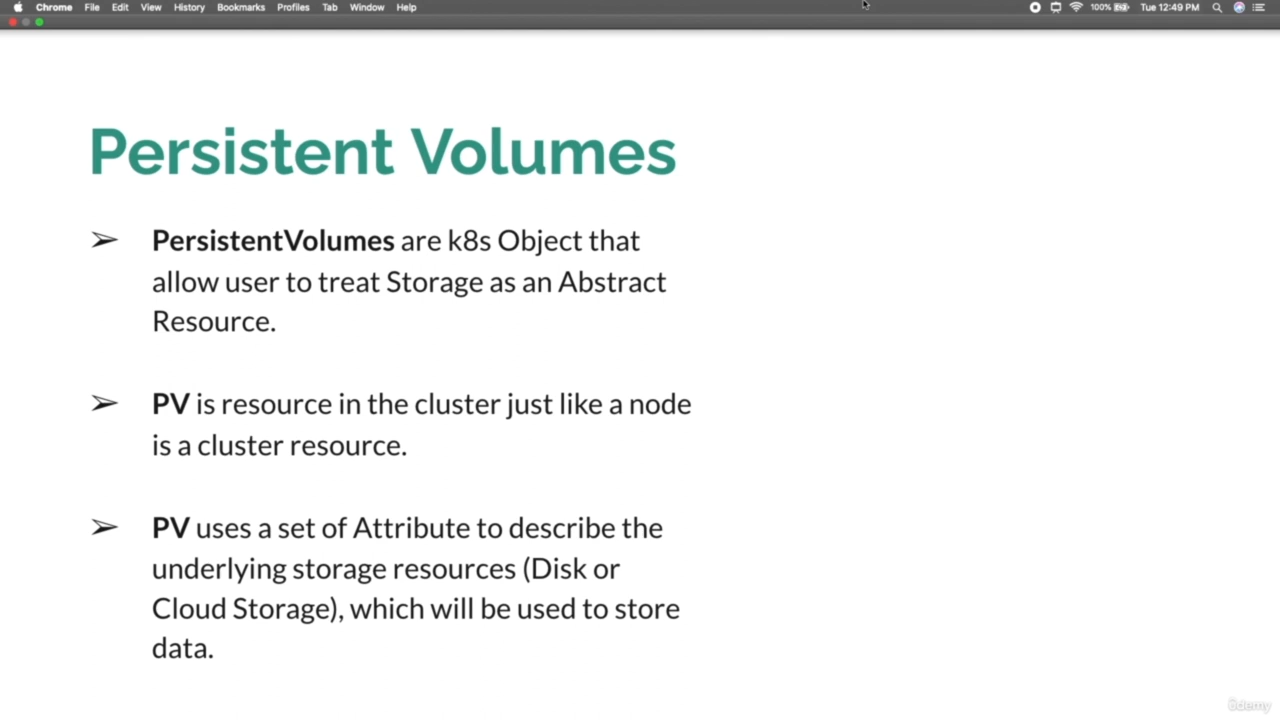 Chrome File Edit View History Bookmarks Profiles Tab Window Help 100% Tue 12:49 PM
Persistent Volumes
➢ PersistentVolumes are k8s Object that
allow user to treat Storage as an Abstract
Resource.
➢ PV is resource in the cluster just like a node
is a cluster resource.
➢ PV uses a set of Attribute to describe the
underlying storage resources (Disk or
Cloud Storage), which will be used to store
data.
ûdemy